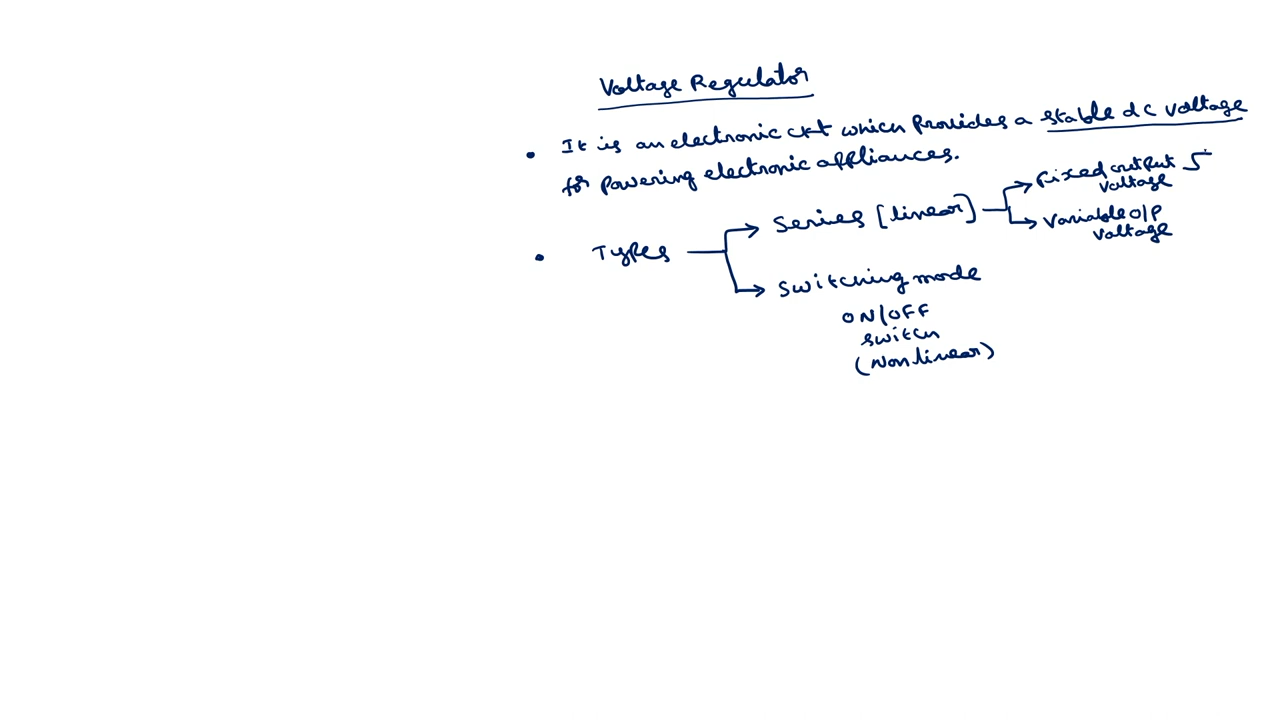 Voltage Regulator
• It is an electronic ckt which provides a stable dc voltage
for powering electronic appliances.
• Types
Series [linear]
Fixed output 5
voltage
Variable o/p
voltage
Switching mode
ON/OFF
switch
(Non linear)